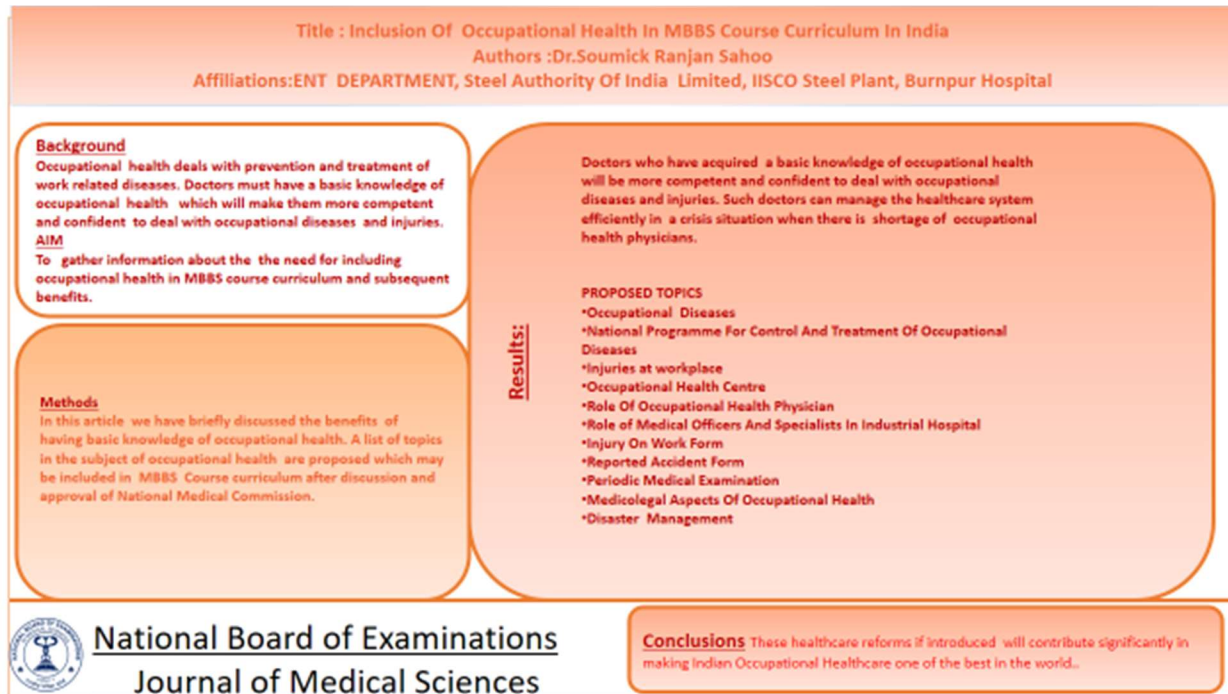 Title : Inclusion Of Occupational Health In MBBS Course Curriculum In India
Authors :Dr.Soumick Ranjan Sahoo
Affiliations:ENT DEPARTMENT, Steel Authority Of India Limited, IISCO Steel Plant, Burnpur Hospital
Background
Occupational health deals with prevention and treatment of
work related diseases. Doctors must have a basic knowledge of
occupational health which will make them more competent
and confident to deal with occupational diseases and injuries.
AIM
To gather information about the the need for including
occupational health in MBBS course curriculum and subsequent
benefits.
Methods
In this article we have briefly discussed the benefits of
having basic knowledge of occupational health. A list of topics
in the subject of occupational health are proposed which may
be included in MBBS Course curriculum after discussion and
approval of National Medical Commission.
Results:
Doctors who have acquired a basic knowledge of occupational health
will be more competent and confident to deal with occupational
diseases and injuries. Such doctors can manage the healthcare system
efficiently in a crisis situation when there is shortage of occupational
health physicians.
PROPOSED TOPICS
•Occupational Diseases
•National Programme For Control And Treatment Of Occupational
Diseases
•Injuries at workplace
•Occupational Health Centre
•Role Of Occupational Health Physician
•Role of Medical Officers And Specialists In Industrial Hospital
•Injury On Work Form
•Reported Accident Form
•Periodic Medical Examination
•Medicolegal Aspects Of Occupational Health
•Disaster Management
National Board of Examinations
Journal of Medical Sciences
Conclusions These healthcare reforms if introduced will contribute significantly in
making Indian Occupational Healthcare one of the best in the world..